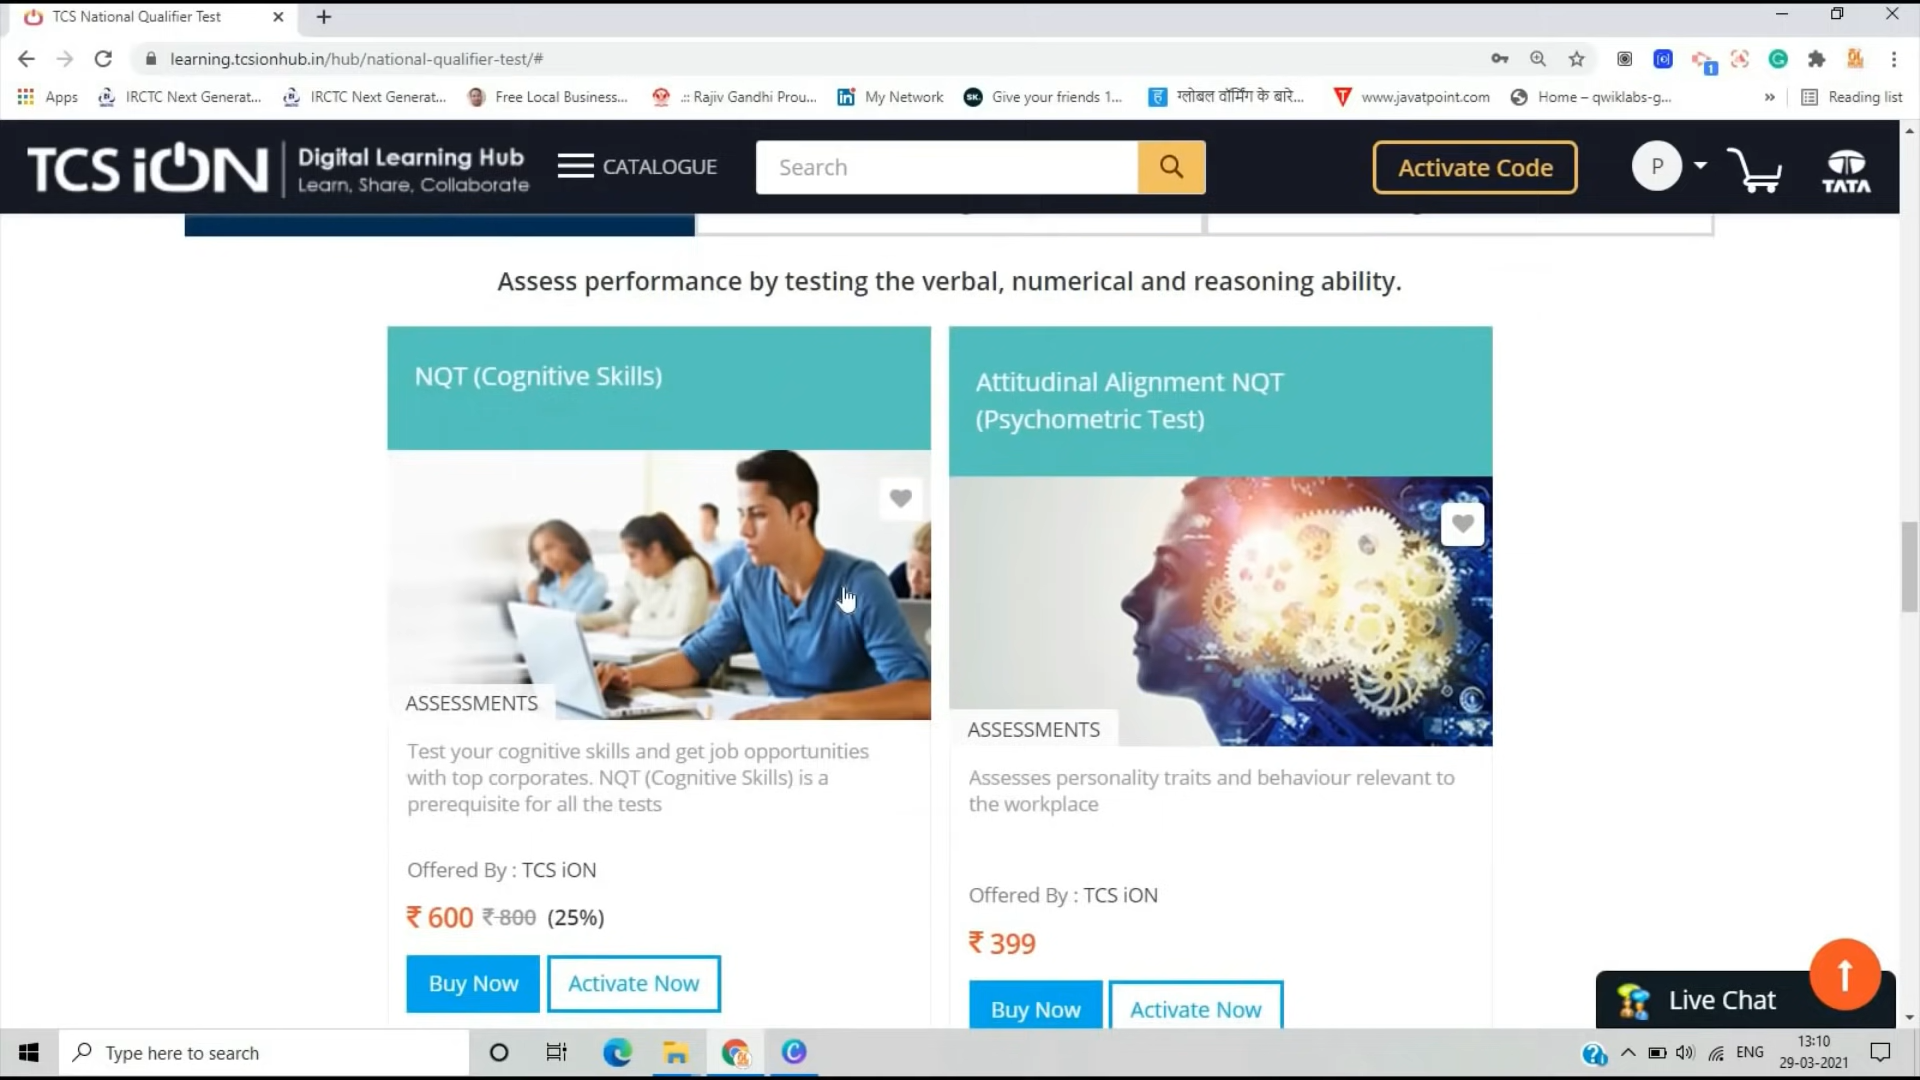 TCS National Qualifier Test
learning.tcsionhub.in/hub/national-qualifier-test/#
1
Apps
IRCTC Next Generat...
IRCTC Next Generat...
Free Local Business...
.:: Rajiv Gandhi Prou...
in
My Network
SK.
Give your friends 1...
ह
ग्लोबल वॉर्मिंग के बारे...
www.javatpoint.com
Home – qwiklabs-g...
»
Reading list
TCS iON
Digital Learning Hub
Learn, Share, Collaborate
CATALOGUE
Search
Activate Code
P
TATA
Assess performance by testing the verbal, numerical and reasoning ability.
NQT (Cognitive Skills)
ASSESSMENTS
Test your cognitive skills and get job opportunities
with top corporates. NQT (Cognitive Skills) is a
prerequisite for all the tests
Offered By : TCS iON
₹ 600 ₹ 800 (25%)
Buy Now
Activate Now
Attitudinal Alignment NQT
(Psychometric Test)
ASSESSMENTS
Assesses personality traits and behaviour relevant to
the workplace
Offered By : TCS iON
₹ 399
Buy Now
Activate Now
Live Chat
Type here to search
ENG
13:10
29-03-2021